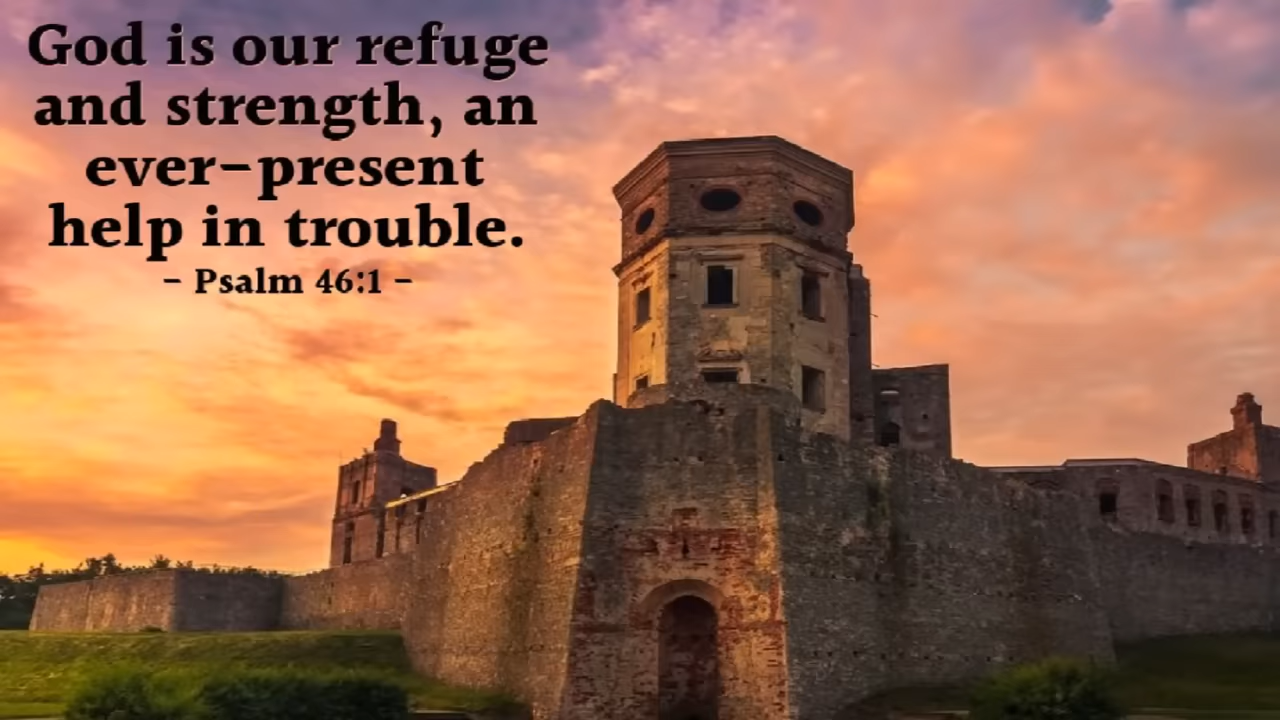 God is our refuge
and strength, an
ever-present
help in trouble.
- Psalm 46:1 -